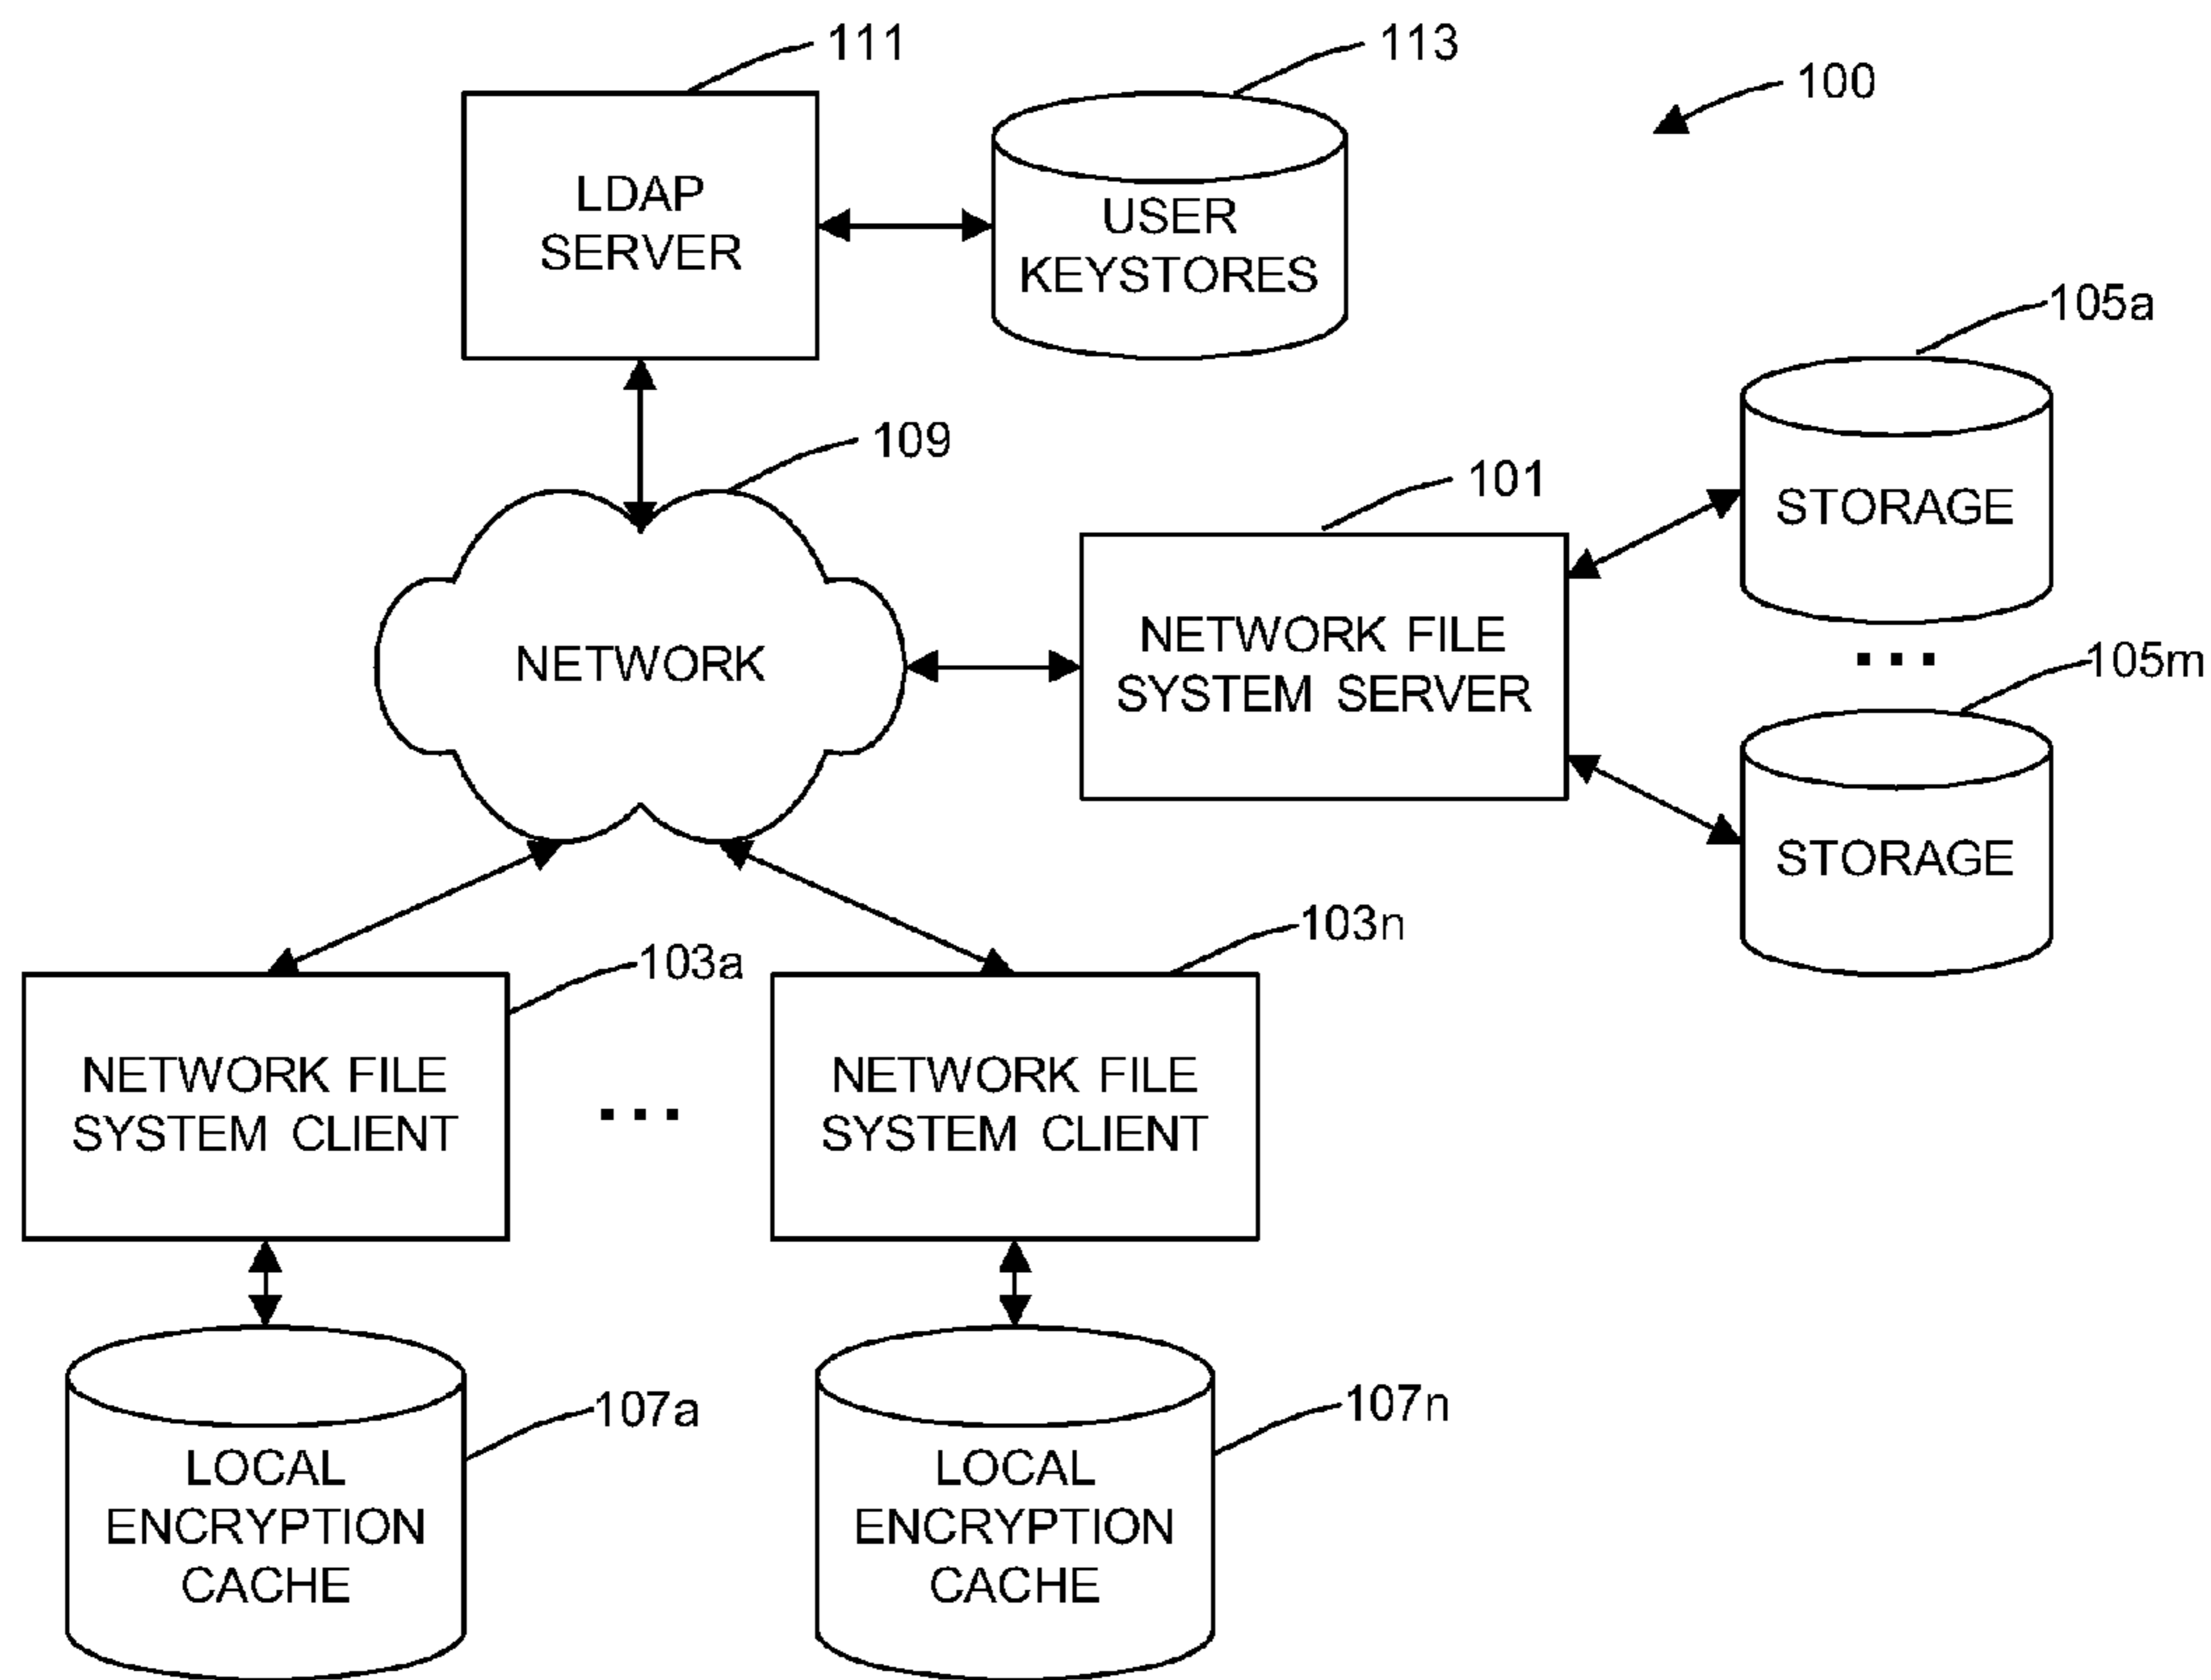 111
113
100
LDAP
SERVER
USER
KEYSTORES
105a
109
101
STORAGE
NETWORK
NETWORK FILE
SYSTEM SERVER
...
105m
STORAGE
103a
103n
NETWORK FILE
SYSTEM CLIENT
...
NETWORK FILE
SYSTEM CLIENT
107a
107n
LOCAL
ENCRYPTION
CACHE
LOCAL
ENCRYPTION
CACHE